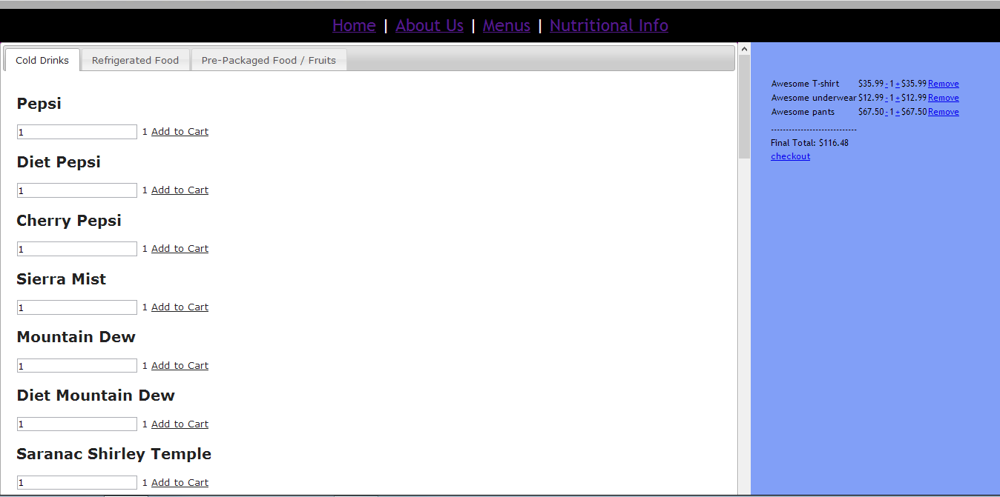 Home | About Us | Menus | Nutritional Info
Cold Drinks Refrigerated Food Pre-Packaged Food / Fruits
Pepsi
1 1 Add to Cart
Diet Pepsi
1 1 Add to Cart
Cherry Pepsi
1 1 Add to Cart
Sierra Mist
1 1 Add to Cart
Mountain Dew
1 1 Add to Cart
Diet Mountain Dew
1 1 Add to Cart
Saranac Shirley Temple
1 1 Add to Cart
Awesome T-shirt $35.99 - 1 + $35.99 Remove
Awesome underwear $12.99 - 1 + $12.99 Remove
Awesome pants $67.50 - 1 + $67.50 Remove
-----------------------------
Final Total: $116.48
checkout